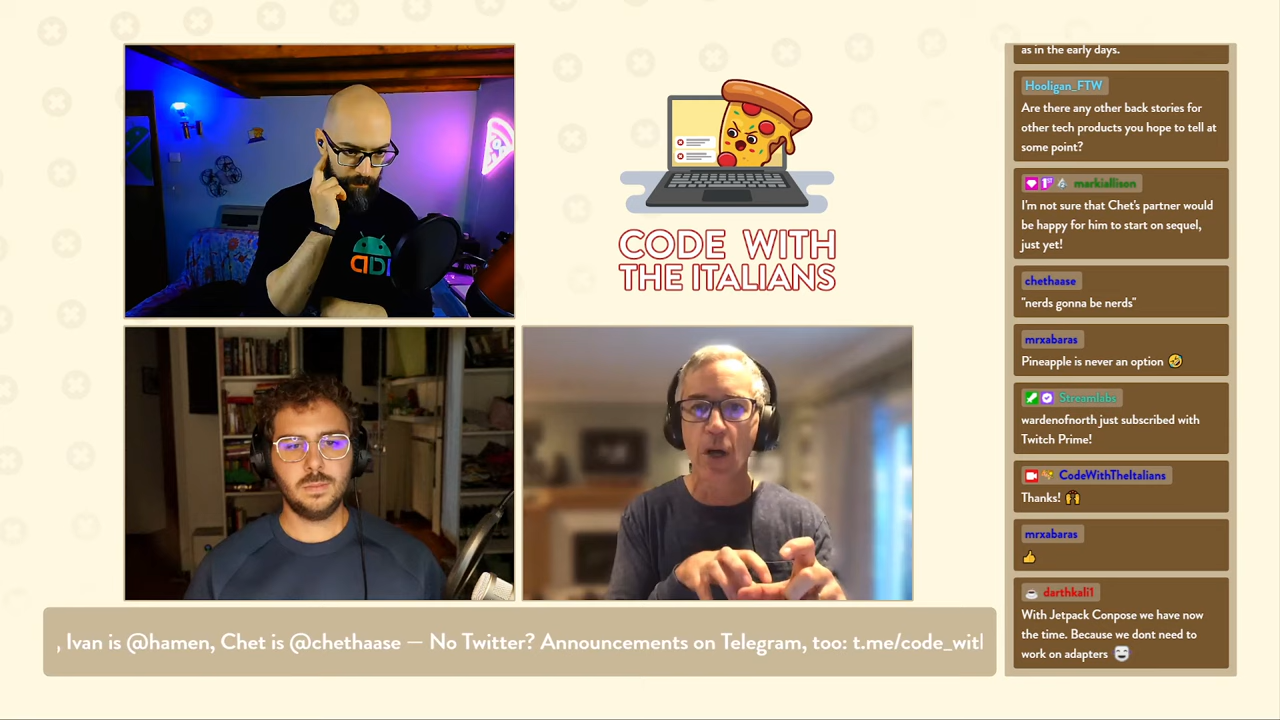 CODE WITH
THE ITALIANS
as in the early days.
Hooligan_FTW
Are there any other back stories for
other tech products you hope to tell at
some point?
markiallison
I'm not sure that Chet's partner would
be happy for him to start on sequel,
just yet!
chethaase
"nerds gonna be nerds"
mrxabaras
Pineapple is never an option 🤣
Streamlabs
wardenofnorth just subscribed with
Twitch Prime!
CodeWithTheItalians
Thanks! 🙌
mrxabaras
👍
darthkali1
With Jetpack Conpose we have now
the time. Because we dont need to
work on adapters
, Ivan is @hamen, Chet is @chethaase — No Twitter? Announcements on Telegram, too: t.me/code_with